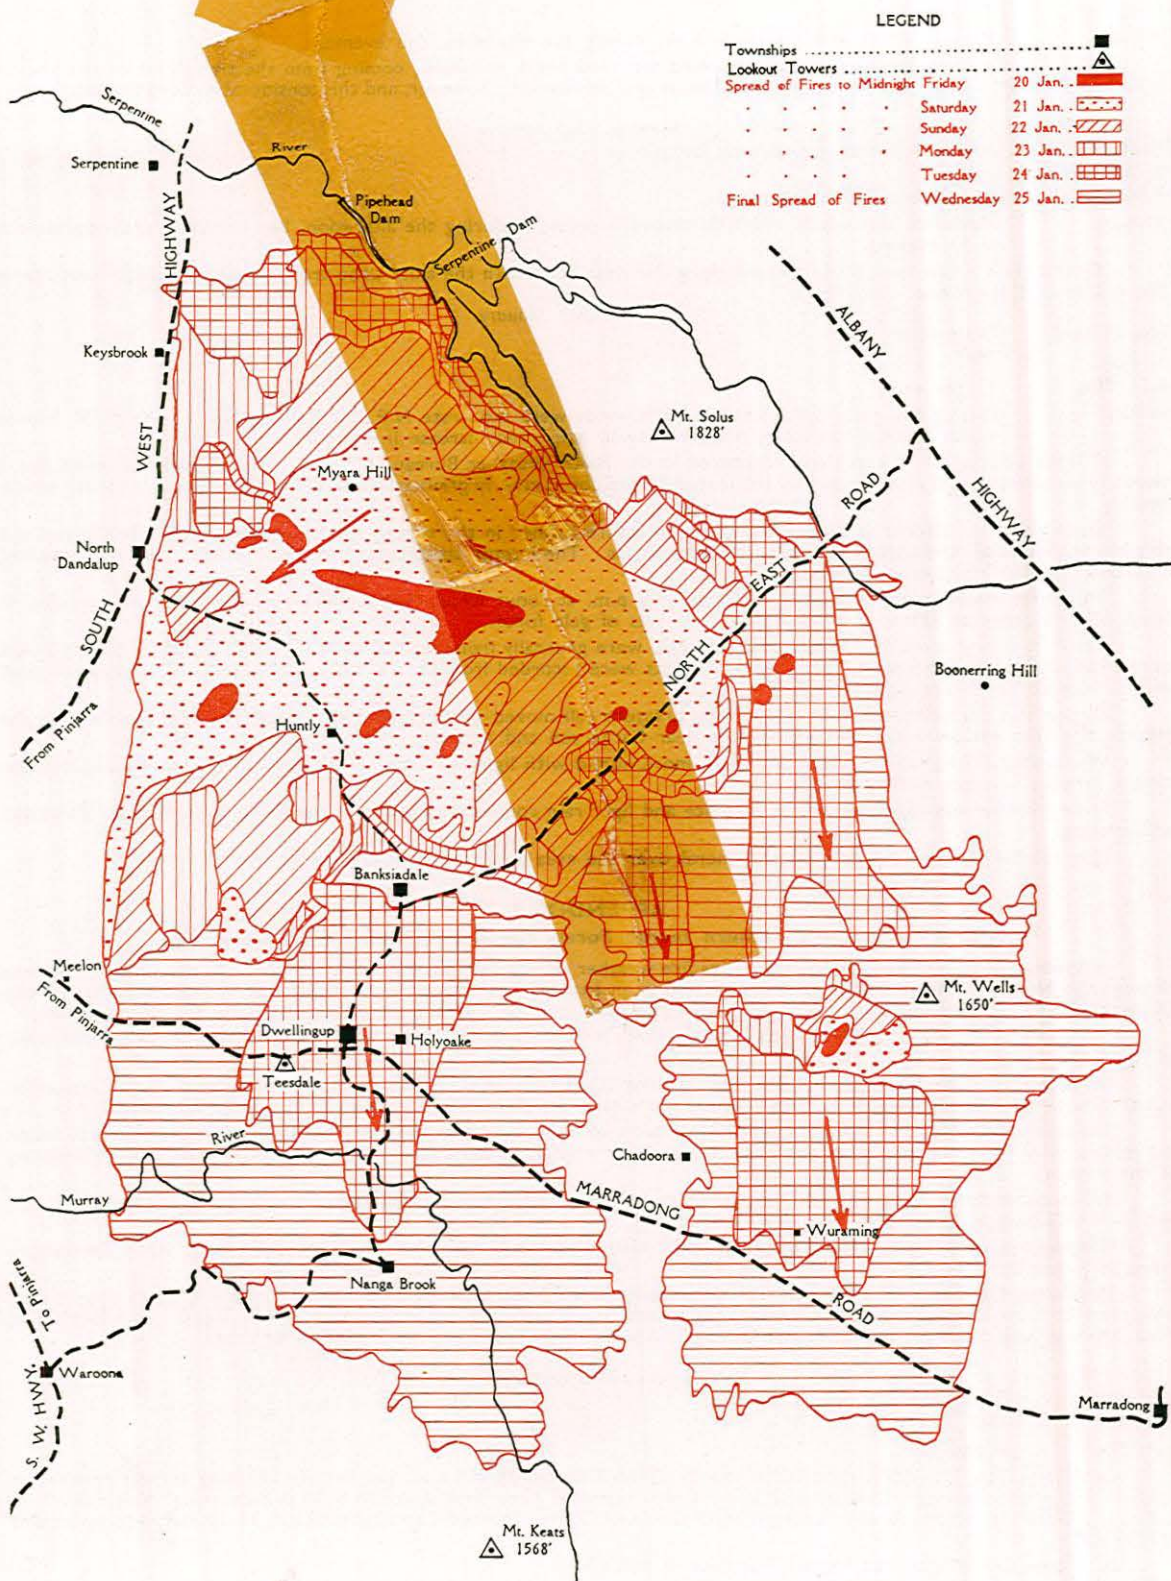 LEGEND
Townships
Lookout Towers
Spread of Fires to Midnight Friday 20 Jan.
Saturday 21 Jan.
Sunday 22 Jan.
Monday 23 Jan.
Tuesday 24 Jan.
Final Spread of Fires Wednesday 25 Jan.
Serpentine
River
Serpentine
Pipehead
Dam
Serpentine Dam
HIGHWAY
ALBANY
Keysbrook
Mt. Solus
1828'
WEST
Myara Hill
ROAD
HIGHWAY
North
Dandalup
EAST
SOUTH
NORTH
Boonerring Hill
From Pinjarra
Huntly
Banksiadale
Meelon
From Pinjarra
Mt. Wells
1650'
Dwellingup
Holyoake
Teesdale
River
Chadoora
Murray
MARRADONG
Wuraming
To Pinjarra
Nanga Brook
ROAD
Waroona
S. W. HWY.
Marradong
Mt. Keats
1568'